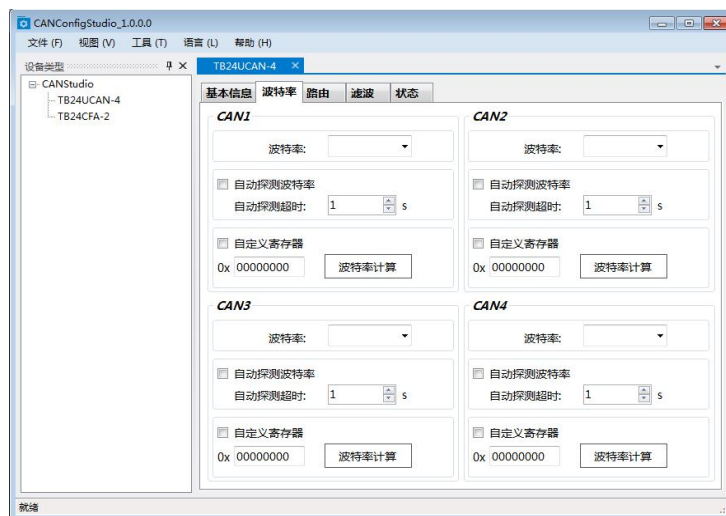 CANConfigStudio_1.0.0.0
文件 (F) 视图 (V) 工具 (T) 语言 (L) 帮助 (H)
设备类型
CANStudio
TB24UCAN-4
TB24CFA-2
TB24UCAN-4
基本信息 波特率 路由 滤波 状态
CAN1
波特率:
自动探测波特率
自动探测超时: 1 s
自定义寄存器
0x 00000000 波特率计算
CAN2
波特率:
自动探测波特率
自动探测超时: 1 s
自定义寄存器
0x 00000000 波特率计算
CAN3
波特率:
自动探测波特率
自动探测超时: 1 s
自定义寄存器
0x 00000000 波特率计算
CAN4
波特率:
自动探测波特率
自动探测超时: 1 s
自定义寄存器
0x 00000000 波特率计算
就绪